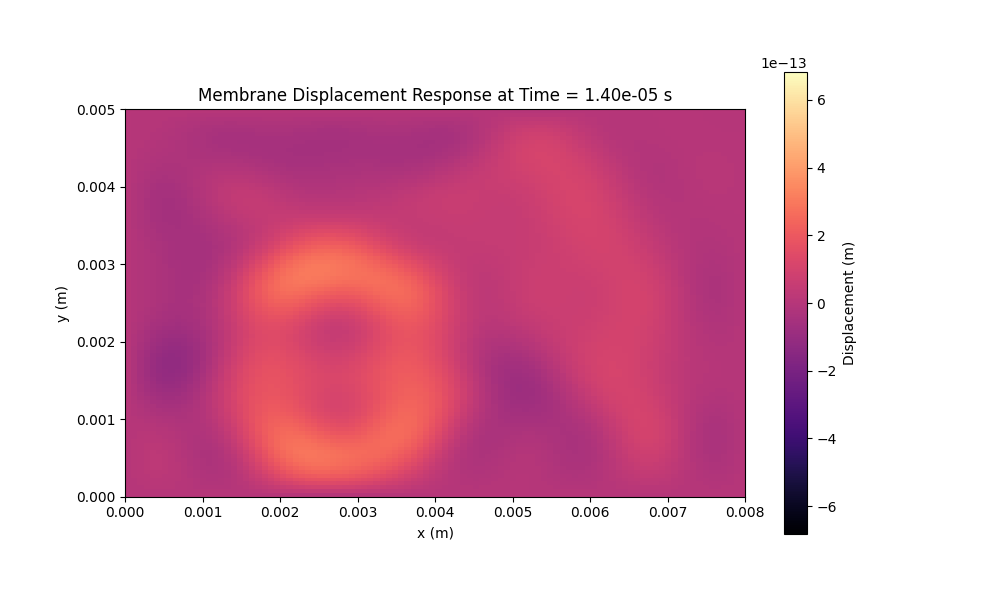 1e−13
Membrane Displacement Response at Time = 1.40e-05 s
0.005
0.004
0.003
0.002
0.001
0.000
y (m)
0.000 0.001 0.002 0.003 0.004 0.005 0.006 0.007 0.008
x (m)
6
4
2
0
−2
−4
−6
Displacement (m)